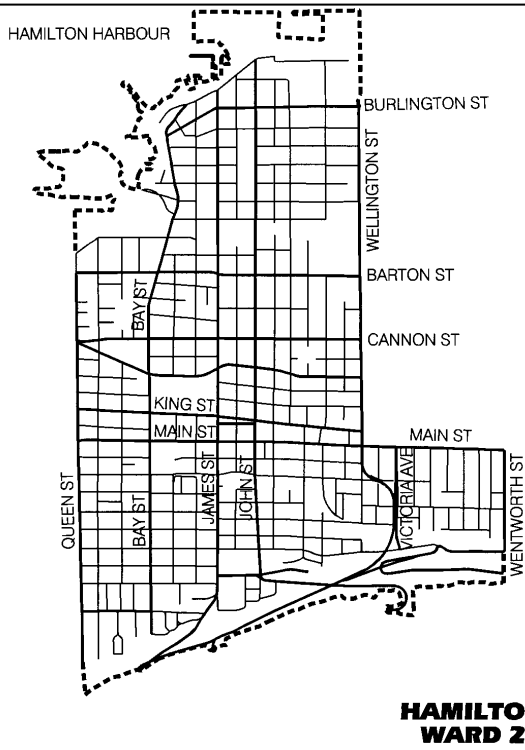 HAMILTON HARBOUR
BURLINGTON ST
WELLINGTON ST
BARTON ST
BAY ST
CANNON ST
KING ST
MAIN ST
MAIN ST
QUEEN ST
BAY ST
JAMES ST
JOHN ST
VICTORIA AVE
WENTWORTH ST
HAMILTO
WARD 2